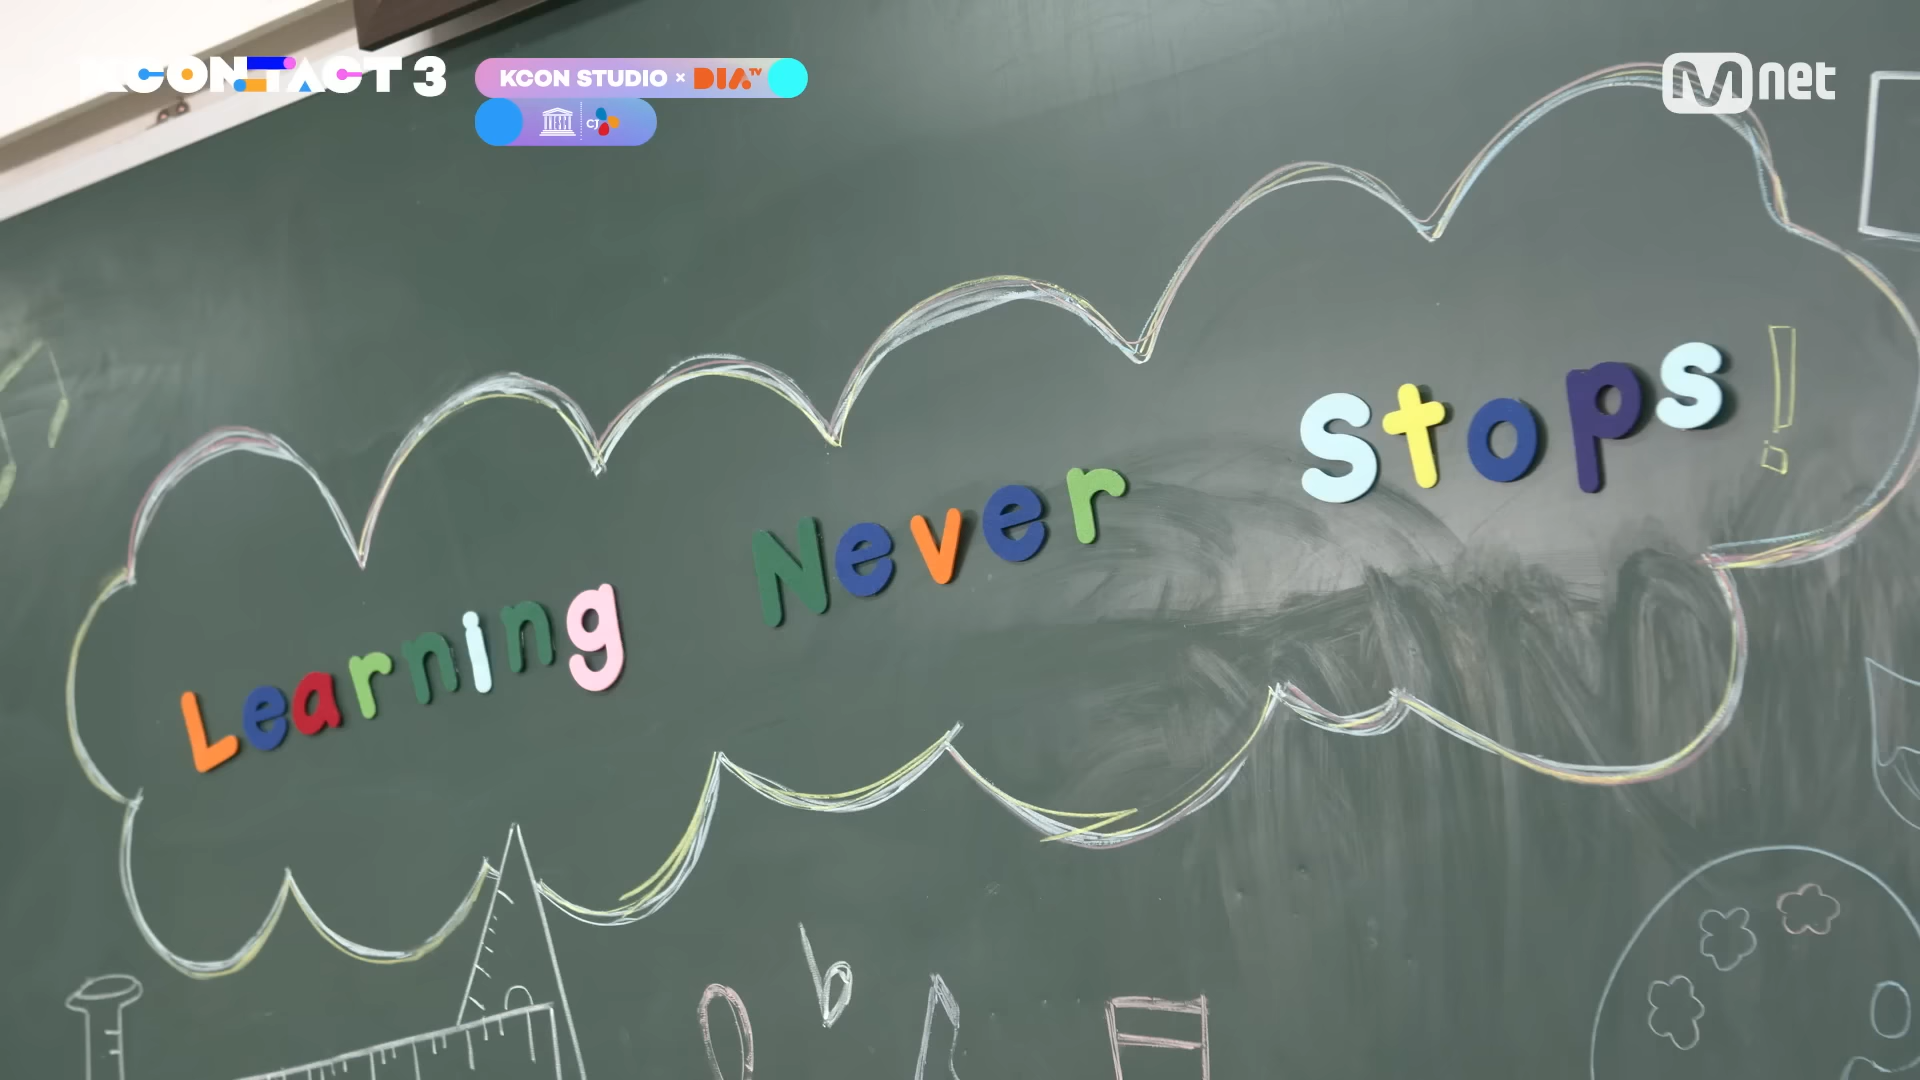 KCON:TACT 3
KCON STUDIO × DIA TV
CJ
Mnet
Learning Never Stops!